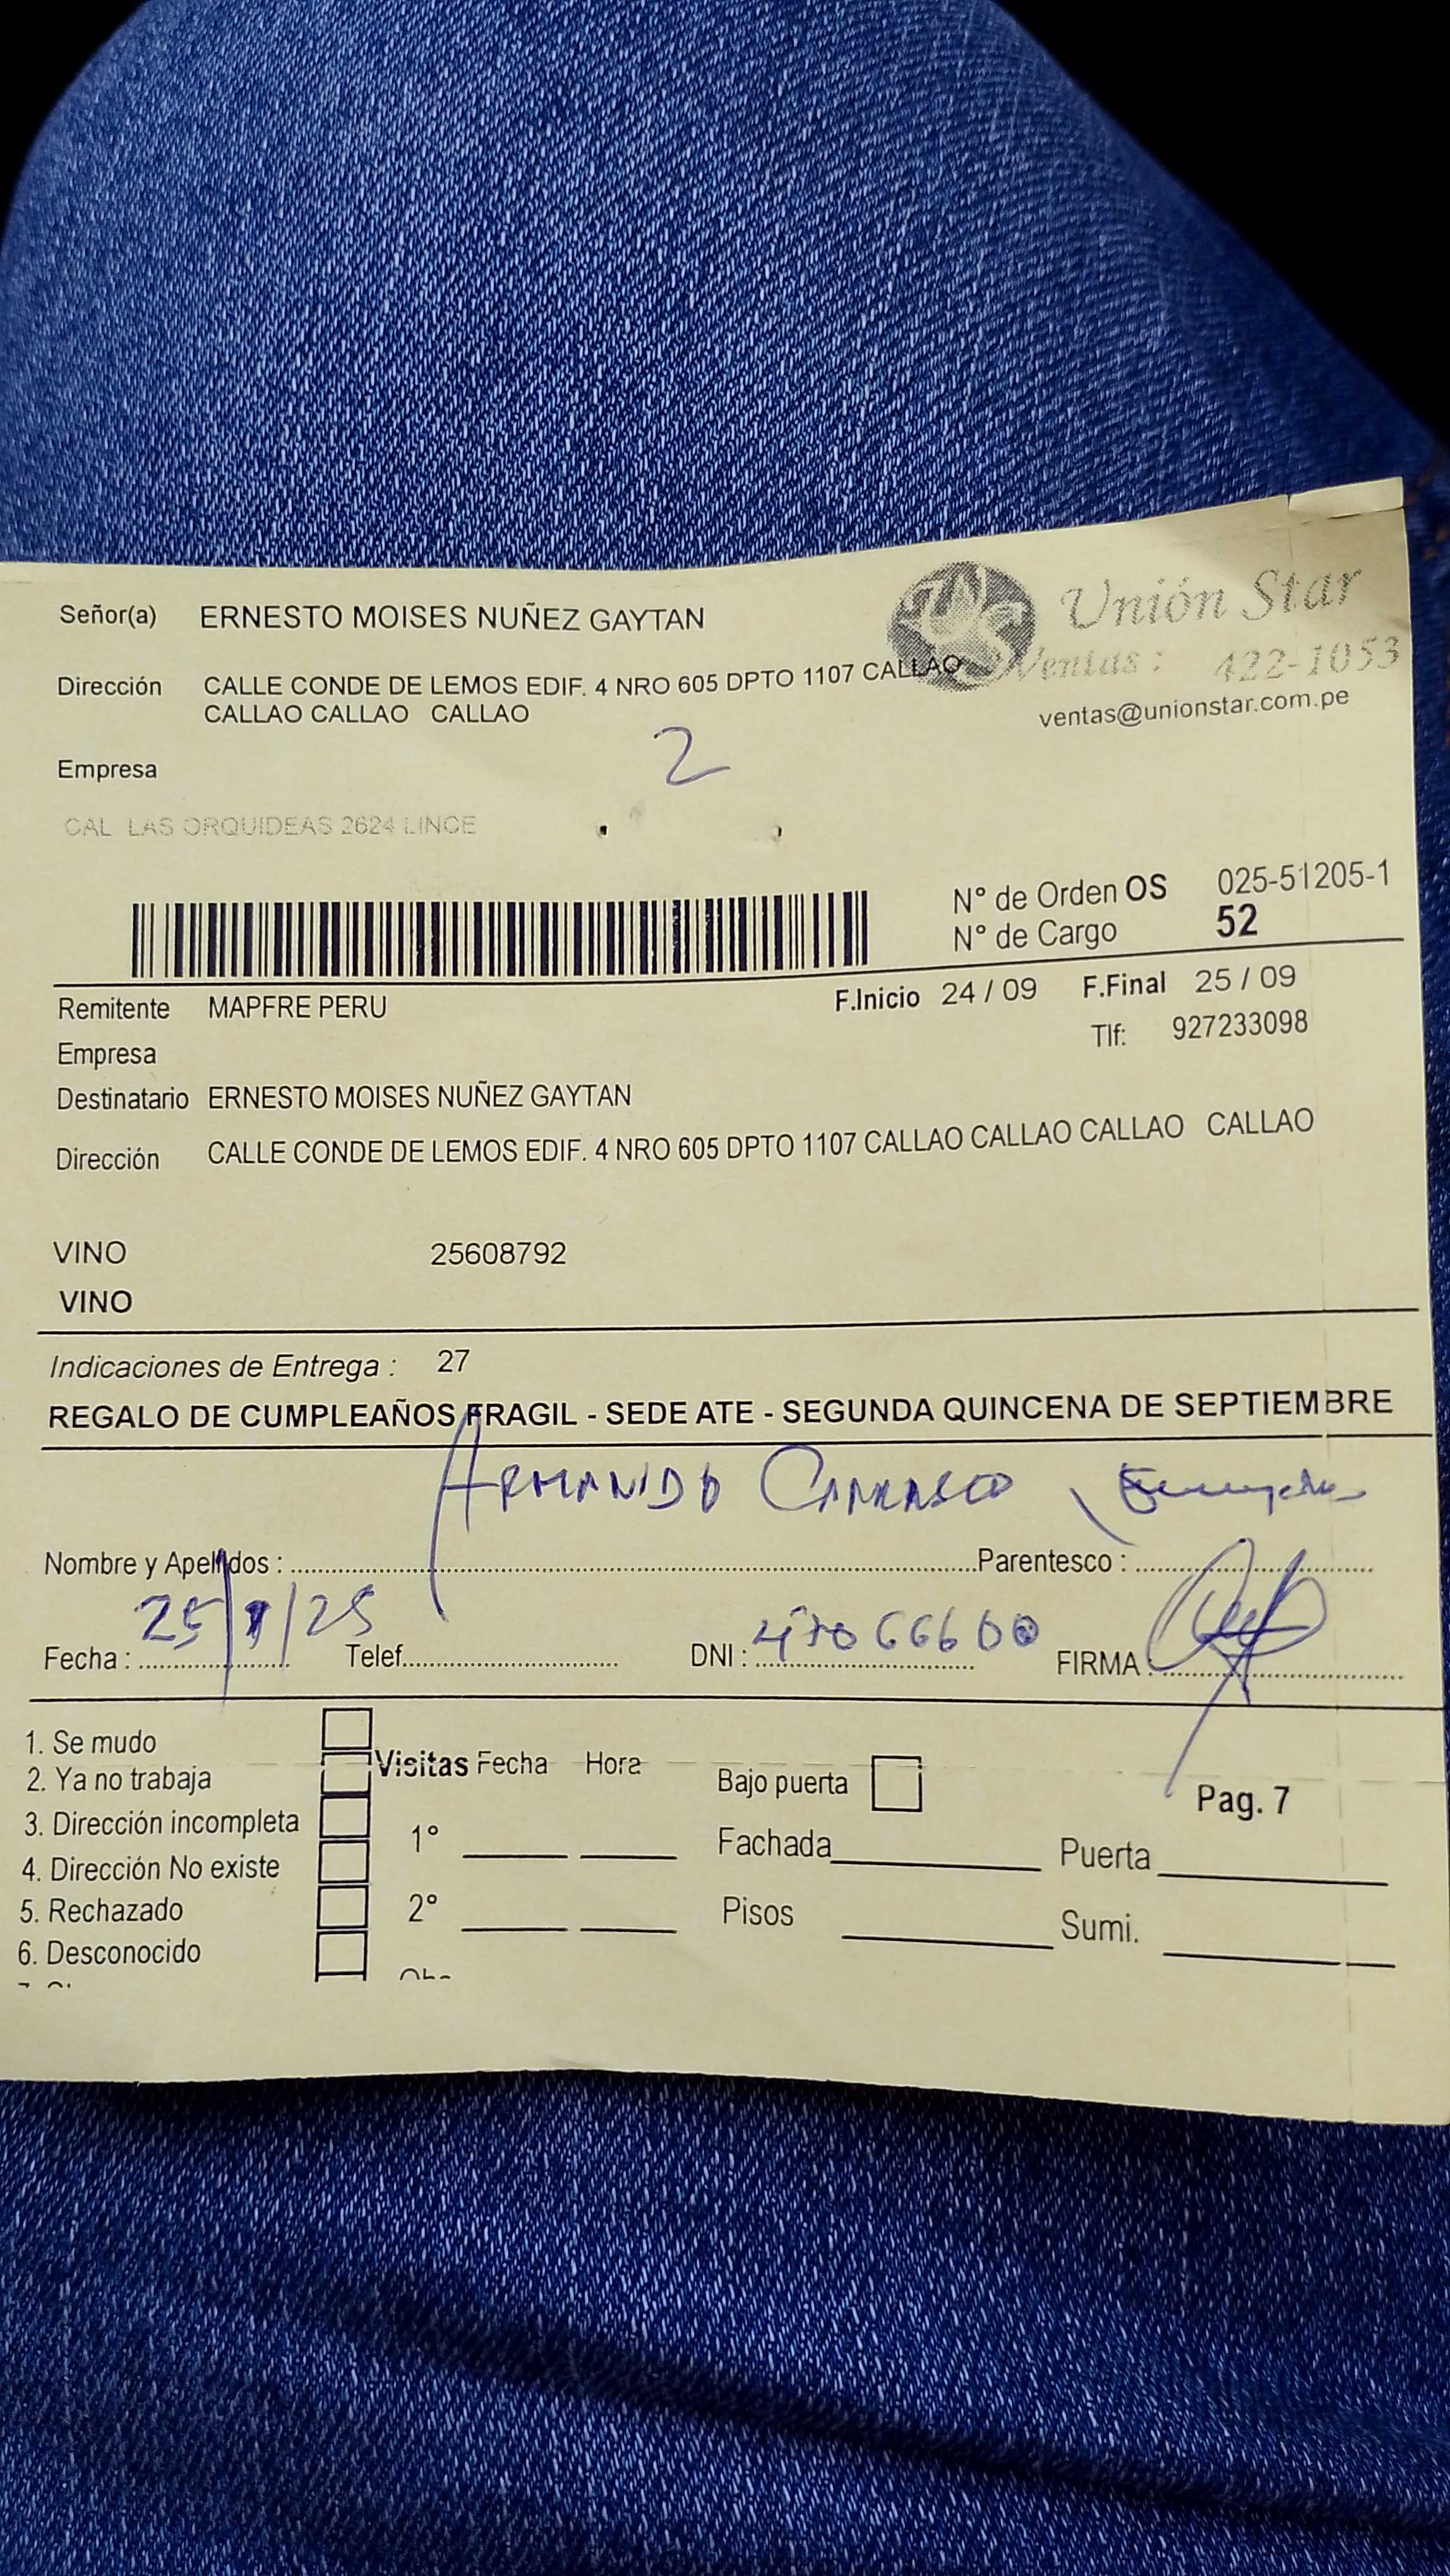 Señor(a) ERNESTO MOISES NUÑEZ GAYTAN
Unión Star
Ventas : 422-1053
ventas@unionstar.com.pe
Dirección CALLE CONDE DE LEMOS EDIF. 4 NRO 605 DPTO 1107 CALLAO
CALLAO CALLAO CALLAO
2
Empresa
CAL LAS ORQUIDEAS 2624 LINCE
N° de Orden OS 025-51205-1
N° de Cargo 52
Remitente MAPFRE PERU F.Inicio 24 / 09 F.Final 25 / 09
Empresa Tlf: 927233098
Destinatario ERNESTO MOISES NUÑEZ GAYTAN
Dirección CALLE CONDE DE LEMOS EDIF. 4 NRO 605 DPTO 1107 CALLAO CALLAO CALLAO CALLAO
VINO 25608792
VINO
Indicaciones de Entrega : 27
REGALO DE CUMPLEAÑOS FRAGIL - SEDE ATE - SEGUNDA QUINCENA DE SEPTIEMBRE
ARMANDO CARRASCO
Nombre y Apellidos : Parentesco :
25/9/25
Fecha : Telef. DNI : FIRMA :
1. Se mudo
2. Ya no trabaja
3. Dirección incompleta
4. Dirección No existe
5. Rechazado
6. Desconocido
Visitas Fecha Hora
1°
2°
Bajo puerta
Pag. 7
Fachada Puerta
Pisos Sumi.